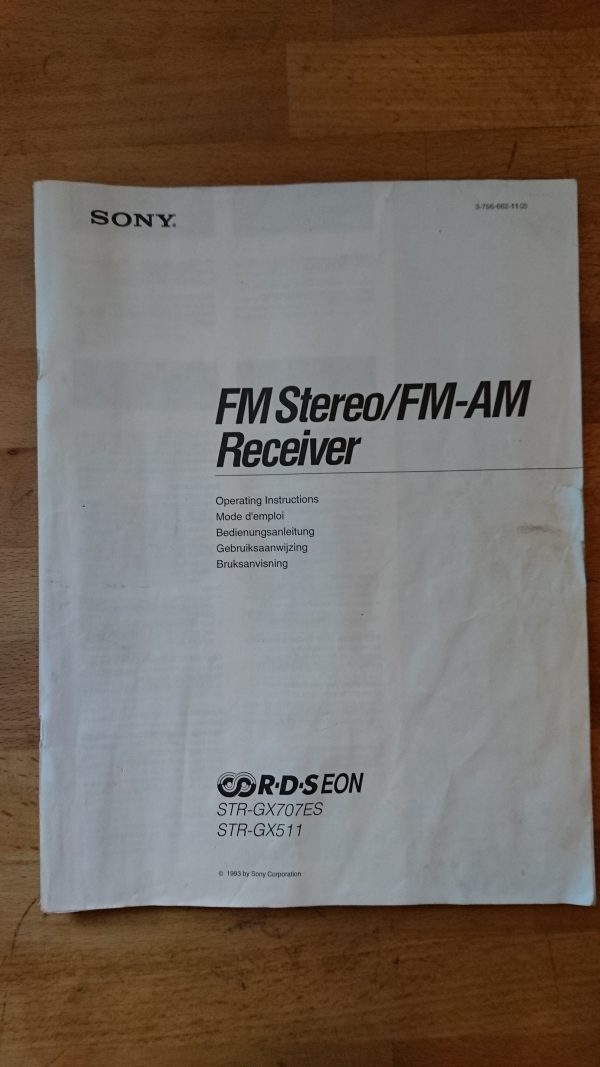 SONY®
3-756-662-11(2)
FM Stereo/FM-AM
Receiver
Operating Instructions
Mode d'emploi
Bedienungsanleitung
Gebruiksaanwijzing
Bruksanvisning
R·D·S EON
STR-GX707ES
STR-GX511
© 1993 by Sony Corporation